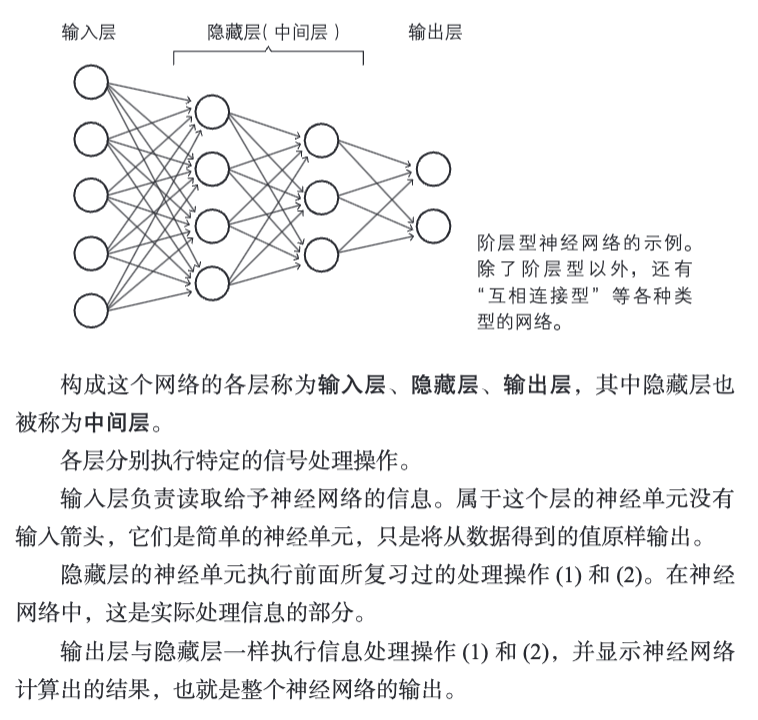 输入层 隐藏层(中间层) 输出层
阶层型神经网络的示例。
除了阶层型以外，还有
“互相连接型”等各种类
型的网络。
构成这个网络的各层称为输入层、隐藏层、输出层，其中隐藏层也
被称为中间层。
各层分别执行特定的信号处理操作。
输入层负责读取给予神经网络的信息。属于这个层的神经单元没有
输入箭头，它们是简单的神经单元，只是将从数据得到的值原样输出。
隐藏层的神经单元执行前面所复习过的处理操作 (1) 和 (2)。在神经
网络中，这是实际处理信息的部分。
输出层与隐藏层一样执行信息处理操作 (1) 和 (2)，并显示神经网络
计算出的结果，也就是整个神经网络的输出。